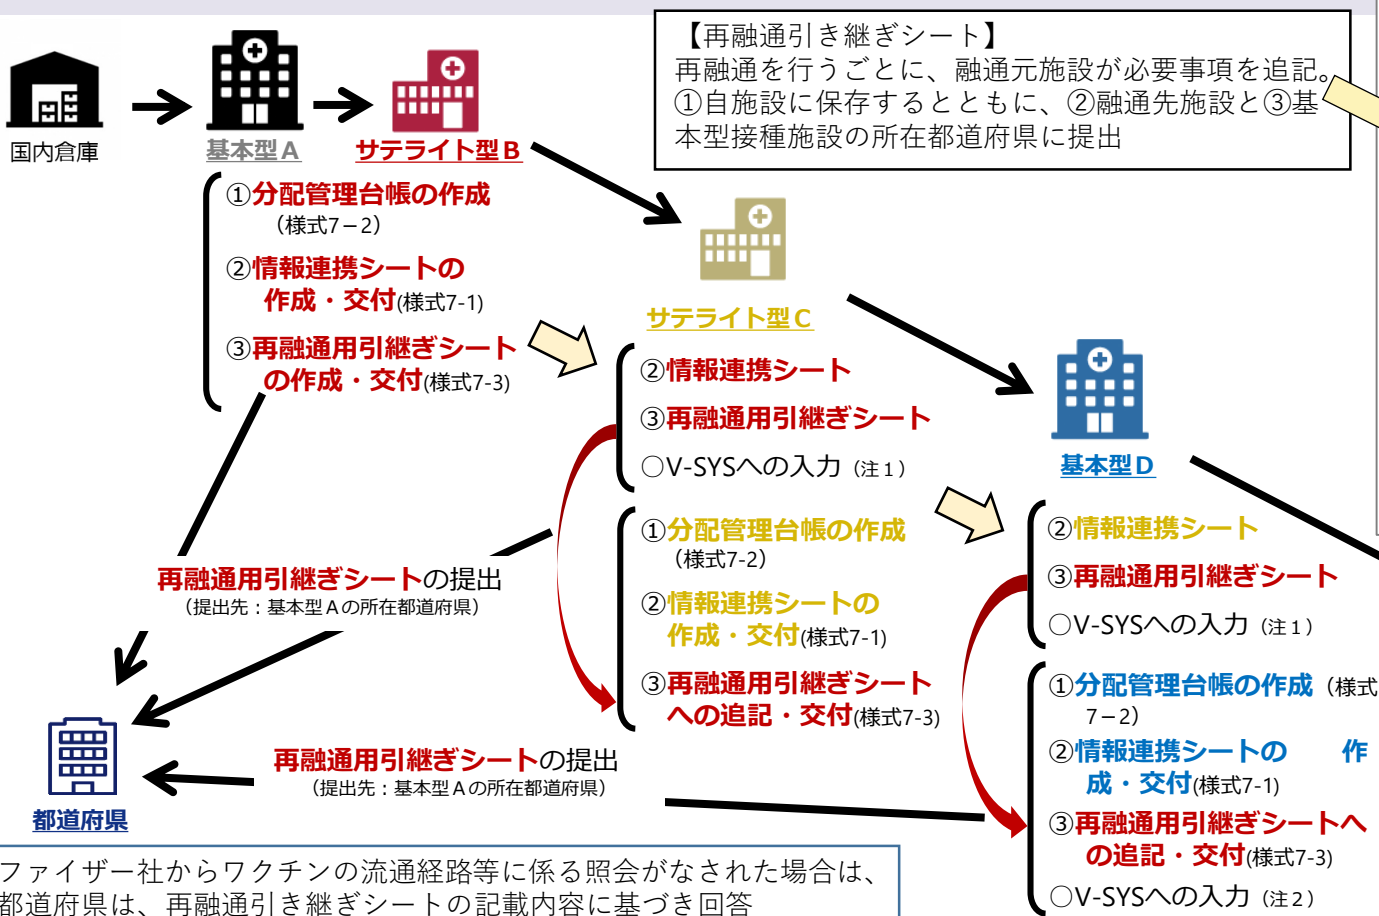 【再融通引き継ぎシート】
再融通を行うごとに、融通元施設が必要事項を追記。
①自施設に保存するとともに、②融通先施設と③基
本型接種施設の所在都道府県に提出
国内倉庫
基本型A
サテライト型B
①分配管理台帳の作成
（様式7－2）
②情報連携シートの
作成・交付(様式7-1)
③再融通用引継ぎシート
の作成・交付(様式7-3)
サテライト型C
②情報連携シート
③再融通用引継ぎシート
○V-SYSへの入力（注１）
①分配管理台帳の作成
（様式7-2）
②情報連携シートの
作成・交付(様式7-1)
③再融通用引継ぎシート
への追記・交付(様式7-3)
基本型D
②情報連携シート
③再融通用引継ぎシート
○V-SYSへの入力（注１）
①分配管理台帳の作成（様式
7－2）
②情報連携シートの　作
成・交付(様式7-1)
③再融通用引継ぎシートへ
の追記・交付(様式7-3)
○V-SYSへの入力（注２）
再融通用引継ぎシートの提出
（提出先：基本型Ａの所在都道府県）
再融通用引継ぎシートの提出
（提出先：基本型Ａの所在都道府県）
都道府県
ファイザー社からワクチンの流通経路等に係る照会がなされた場合は、
都道府県は、再融通引き継ぎシートの記載内容に基づき回答